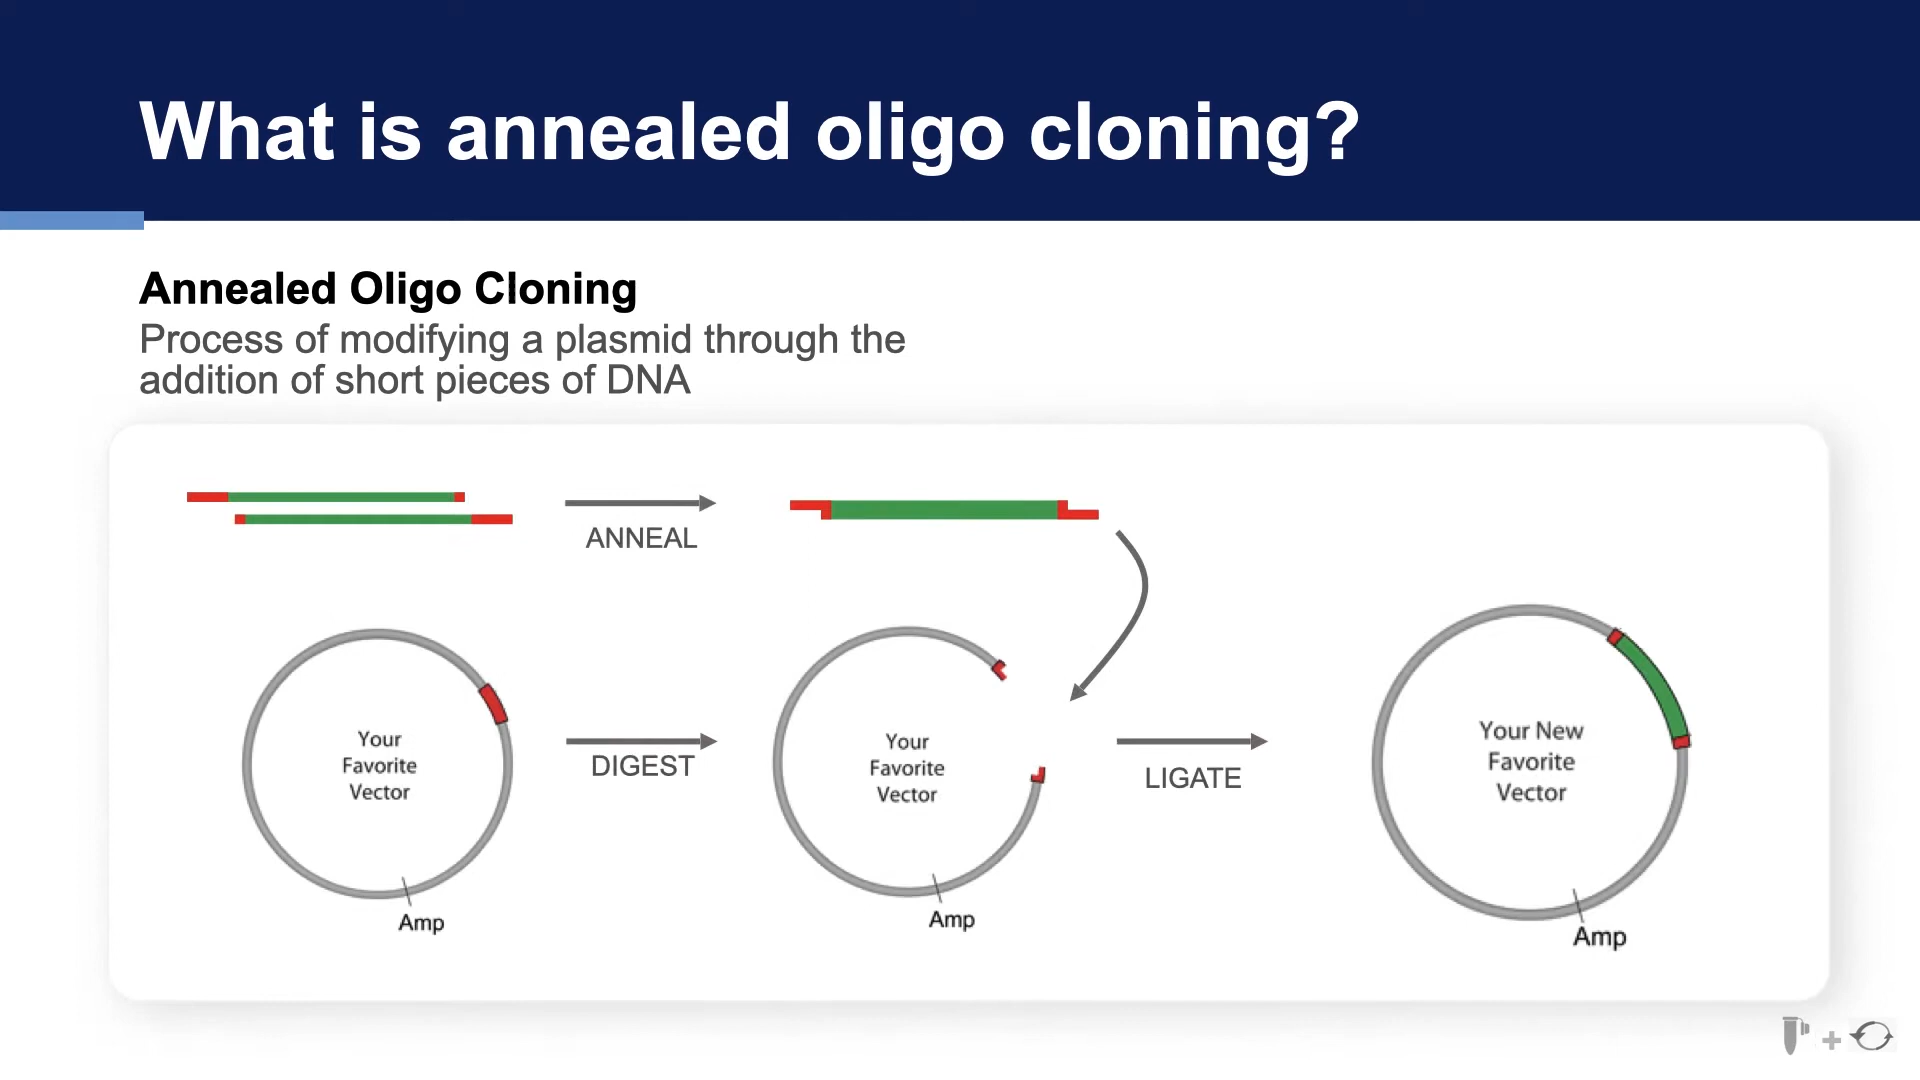 What is annealed oligo cloning?
Annealed Oligo Cloning
Process of modifying a plasmid through the
addition of short pieces of DNA
ANNEAL
Your
Favorite
Vector
Amp
DIGEST
Your
Favorite
Vector
Amp
LIGATE
Your New
Favorite
Vector
Amp